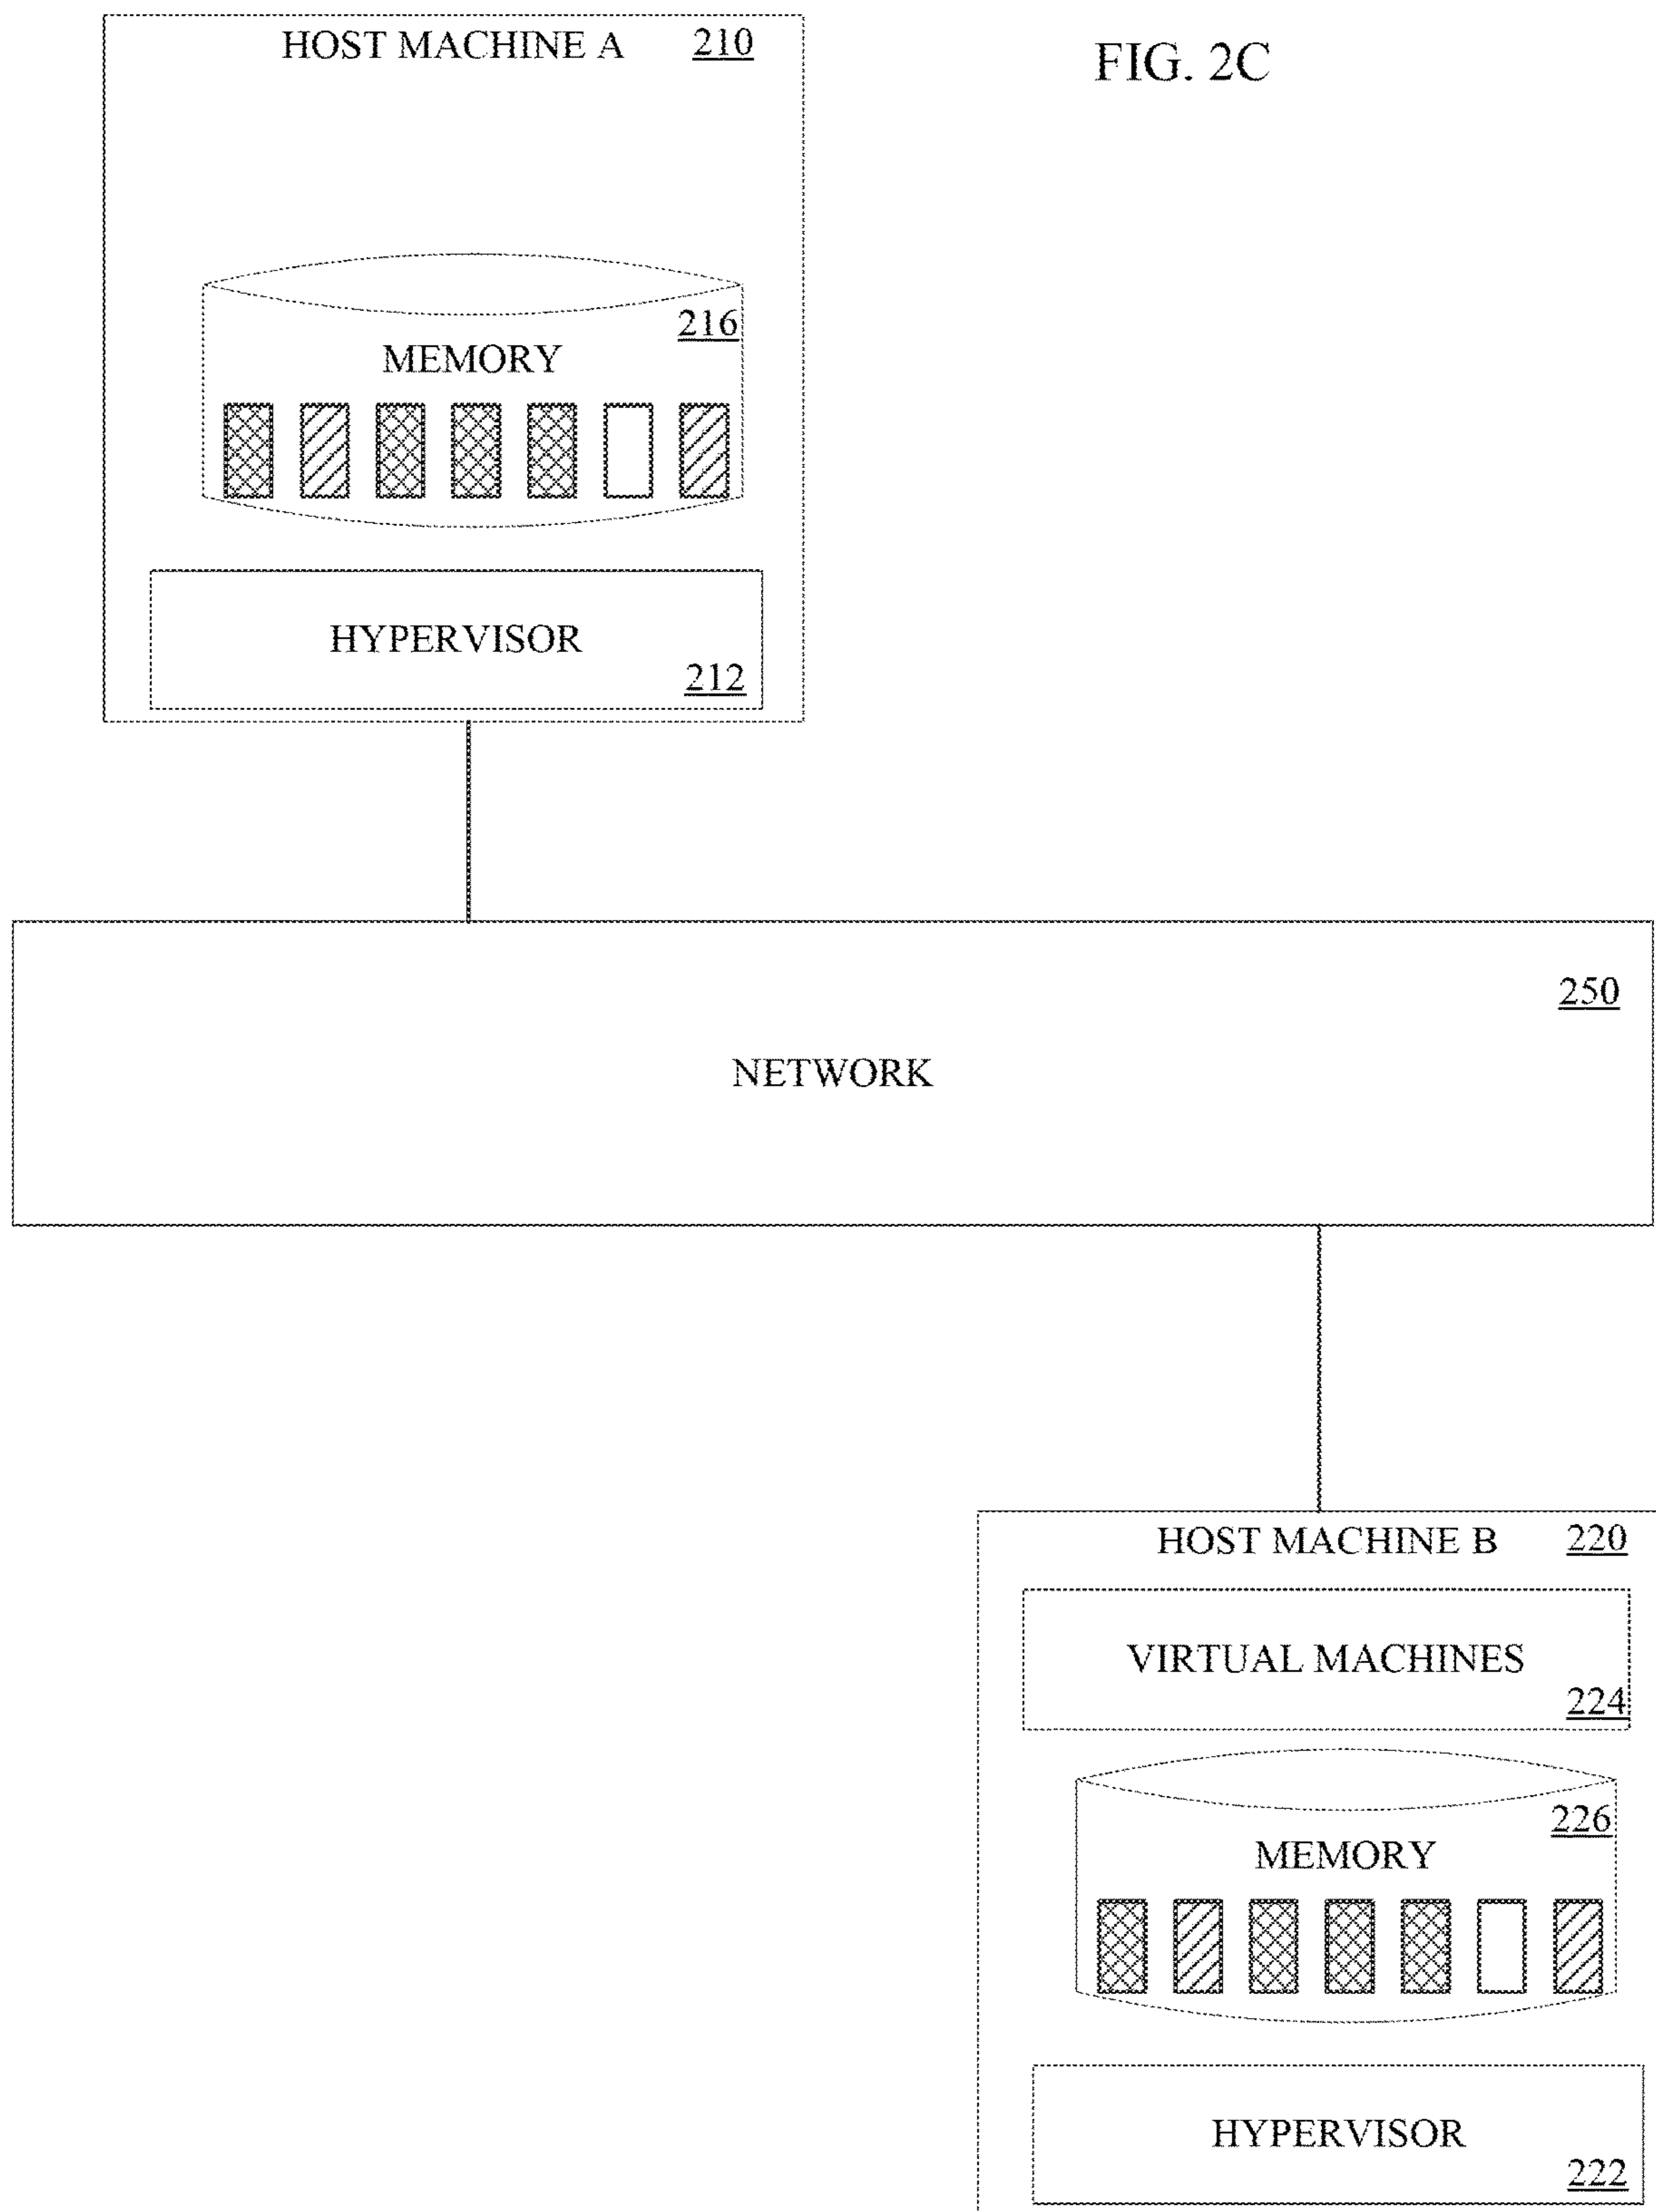 HOST MACHINE A 210
FIG. 2C
216
MEMORY
HYPERVISOR
212
250
NETWORK
HOST MACHINE B 220
VIRTUAL MACHINES
224
226
MEMORY
HYPERVISOR
222